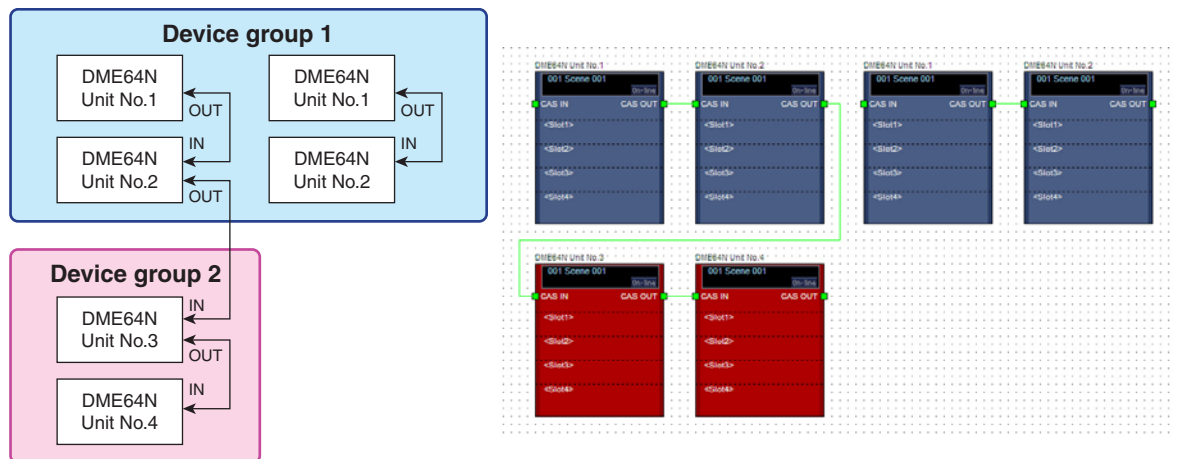 Device group 1
DME64N
Unit No.1
OUT
IN
DME64N
Unit No.2
OUT
DME64N
Unit No.1
OUT
IN
DME64N
Unit No.2
Device group 2
IN
DME64N
Unit No.3
OUT
IN
DME64N
Unit No.4
DME64N Unit No.1
001 Scene 001
On-line
CAS IN CAS OUT
<Slot1>
<Slot2>
<Slot3>
<Slot4>
DME64N Unit No.2
001 Scene 001
On-line
CAS IN CAS OUT
<Slot1>
<Slot2>
<Slot3>
<Slot4>
DME64N Unit No.1
001 Scene 001
On-line
CAS IN CAS OUT
<Slot1>
<Slot2>
<Slot3>
<Slot4>
DME64N Unit No.2
001 Scene 001
On-line
CAS IN CAS OUT
<Slot1>
<Slot2>
<Slot3>
<Slot4>
DME64N Unit No.3
001 Scene 001
On-line
CAS IN CAS OUT
<Slot1>
<Slot2>
<Slot3>
<Slot4>
DME64N Unit No.4
001 Scene 001
On-line
CAS IN CAS OUT
<Slot1>
<Slot2>
<Slot3>
<Slot4>